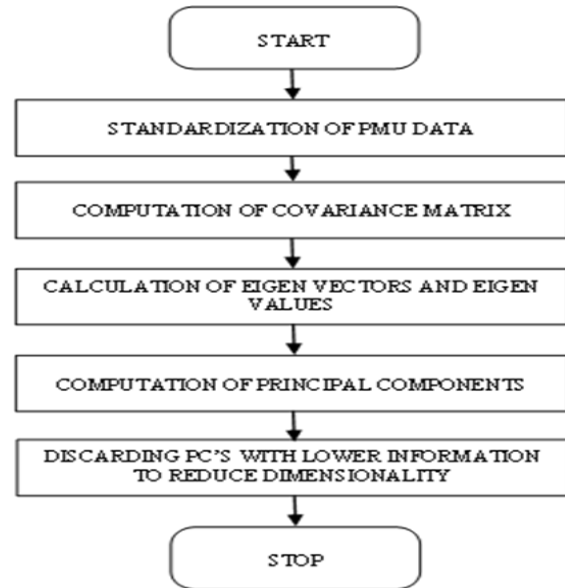 START
STANDARDIZATION OF PMU DATA
COMPUTATION OF COVARIANCE MATRIX
CALCULATION OF EIGEN VECTORS AND EIGEN
VALUES
COMPUTATION OF PRINCIPAL COMPONENTS
DISCARDING PC'S WITH LOWER INFORMATION
TO REDUCE DIMENSIONALITY
STOP